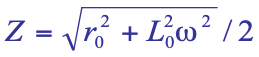 Z = √(r₀² + L₀²ω²) / 2